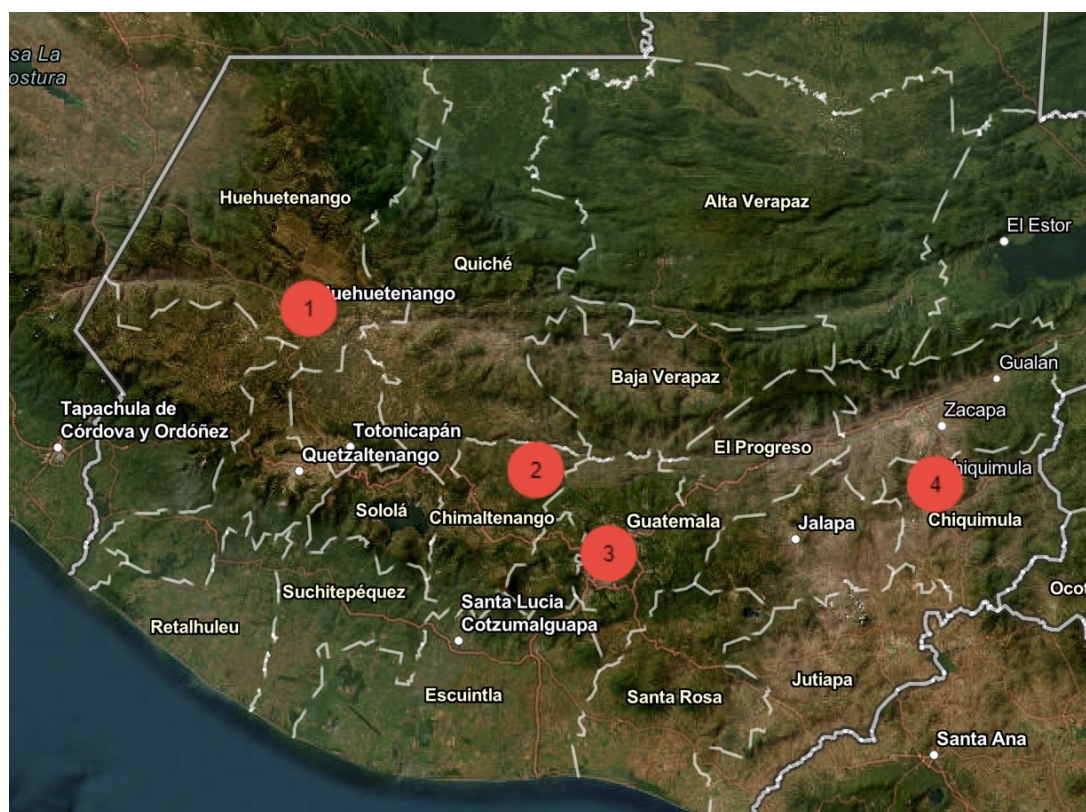 sa La
ostura
Huehuetenango
Alta Verapaz
El Estor
Quiché
1
uehuetenango
Gualan
Baja Verapaz
Tapachula de
Córdova y Ordóñez
Zacapa
Totonicapán
El Progreso
Quetzaltenango
2
hiquimula
4
Sololá
Chimaltenango
Guatemala
Jalapa
Chiquimula
3
Suchitepéquez
Ocot
Santa Lucia
Cotzumalguapa
Retalhuleu
Escuintla
Santa Rosa
Jutiapa
Santa Ana